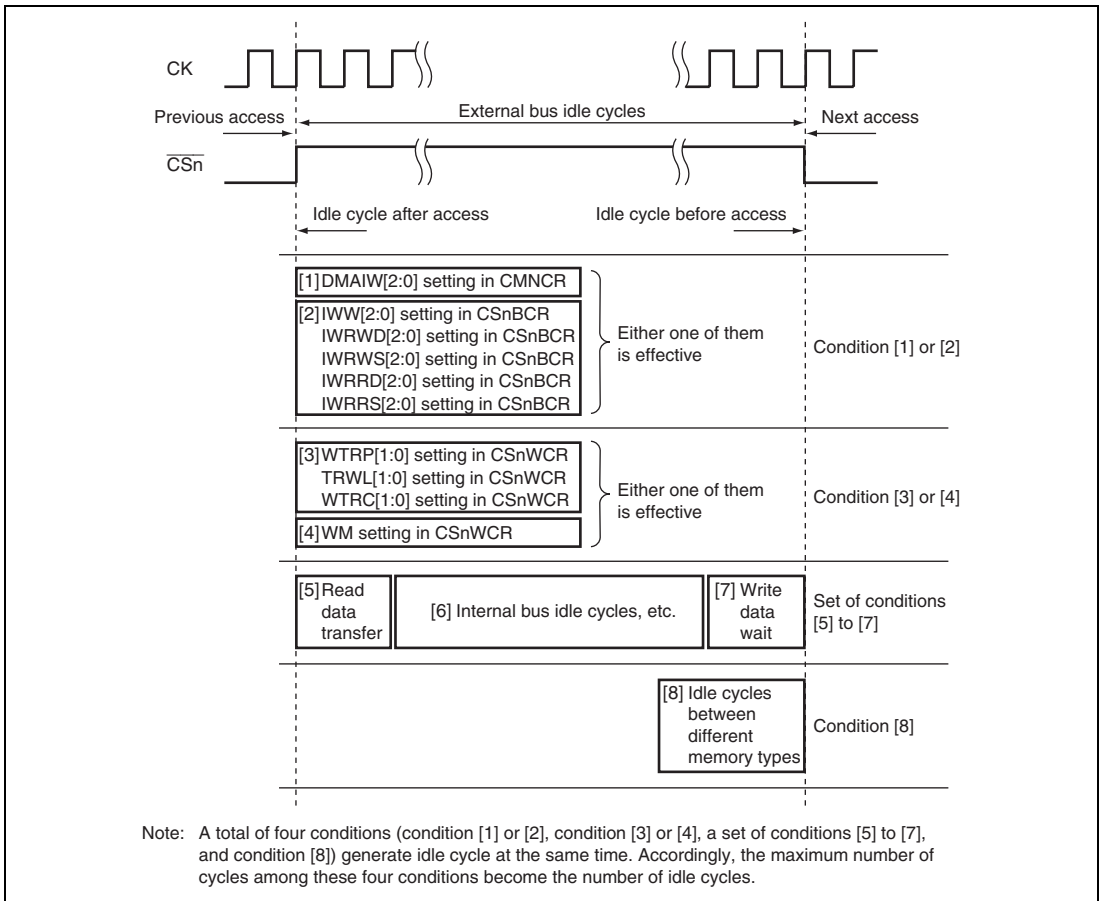 CK
Previous access
External bus idle cycles
Next access
CSn
Idle cycle after access
Idle cycle before access
[1] DMAIW[2:0] setting in CMNCR
[2] IWW[2:0] setting in CSnBCR
IWRWD[2:0] setting in CSnBCR
IWRWS[2:0] setting in CSnBCR
IWRRD[2:0] setting in CSnBCR
IWRRS[2:0] setting in CSnBCR
Either one of them
is effective
Condition [1] or [2]
[3] WTRP[1:0] setting in CSnWCR
TRWL[1:0] setting in CSnWCR
WTRC[1:0] setting in CSnWCR
[4] WM setting in CSnWCR
Either one of them
is effective
Condition [3] or [4]
[5] Read
data
transfer
[6] Internal bus idle cycles, etc.
[7] Write
data
wait
Set of conditions
[5] to [7]
[8] Idle cycles
between
different
memory types
Condition [8]
Note: A total of four conditions (condition [1] or [2], condition [3] or [4], a set of conditions [5] to [7],
and condition [8]) generate idle cycle at the same time. Accordingly, the maximum number of
cycles among these four conditions become the number of idle cycles.